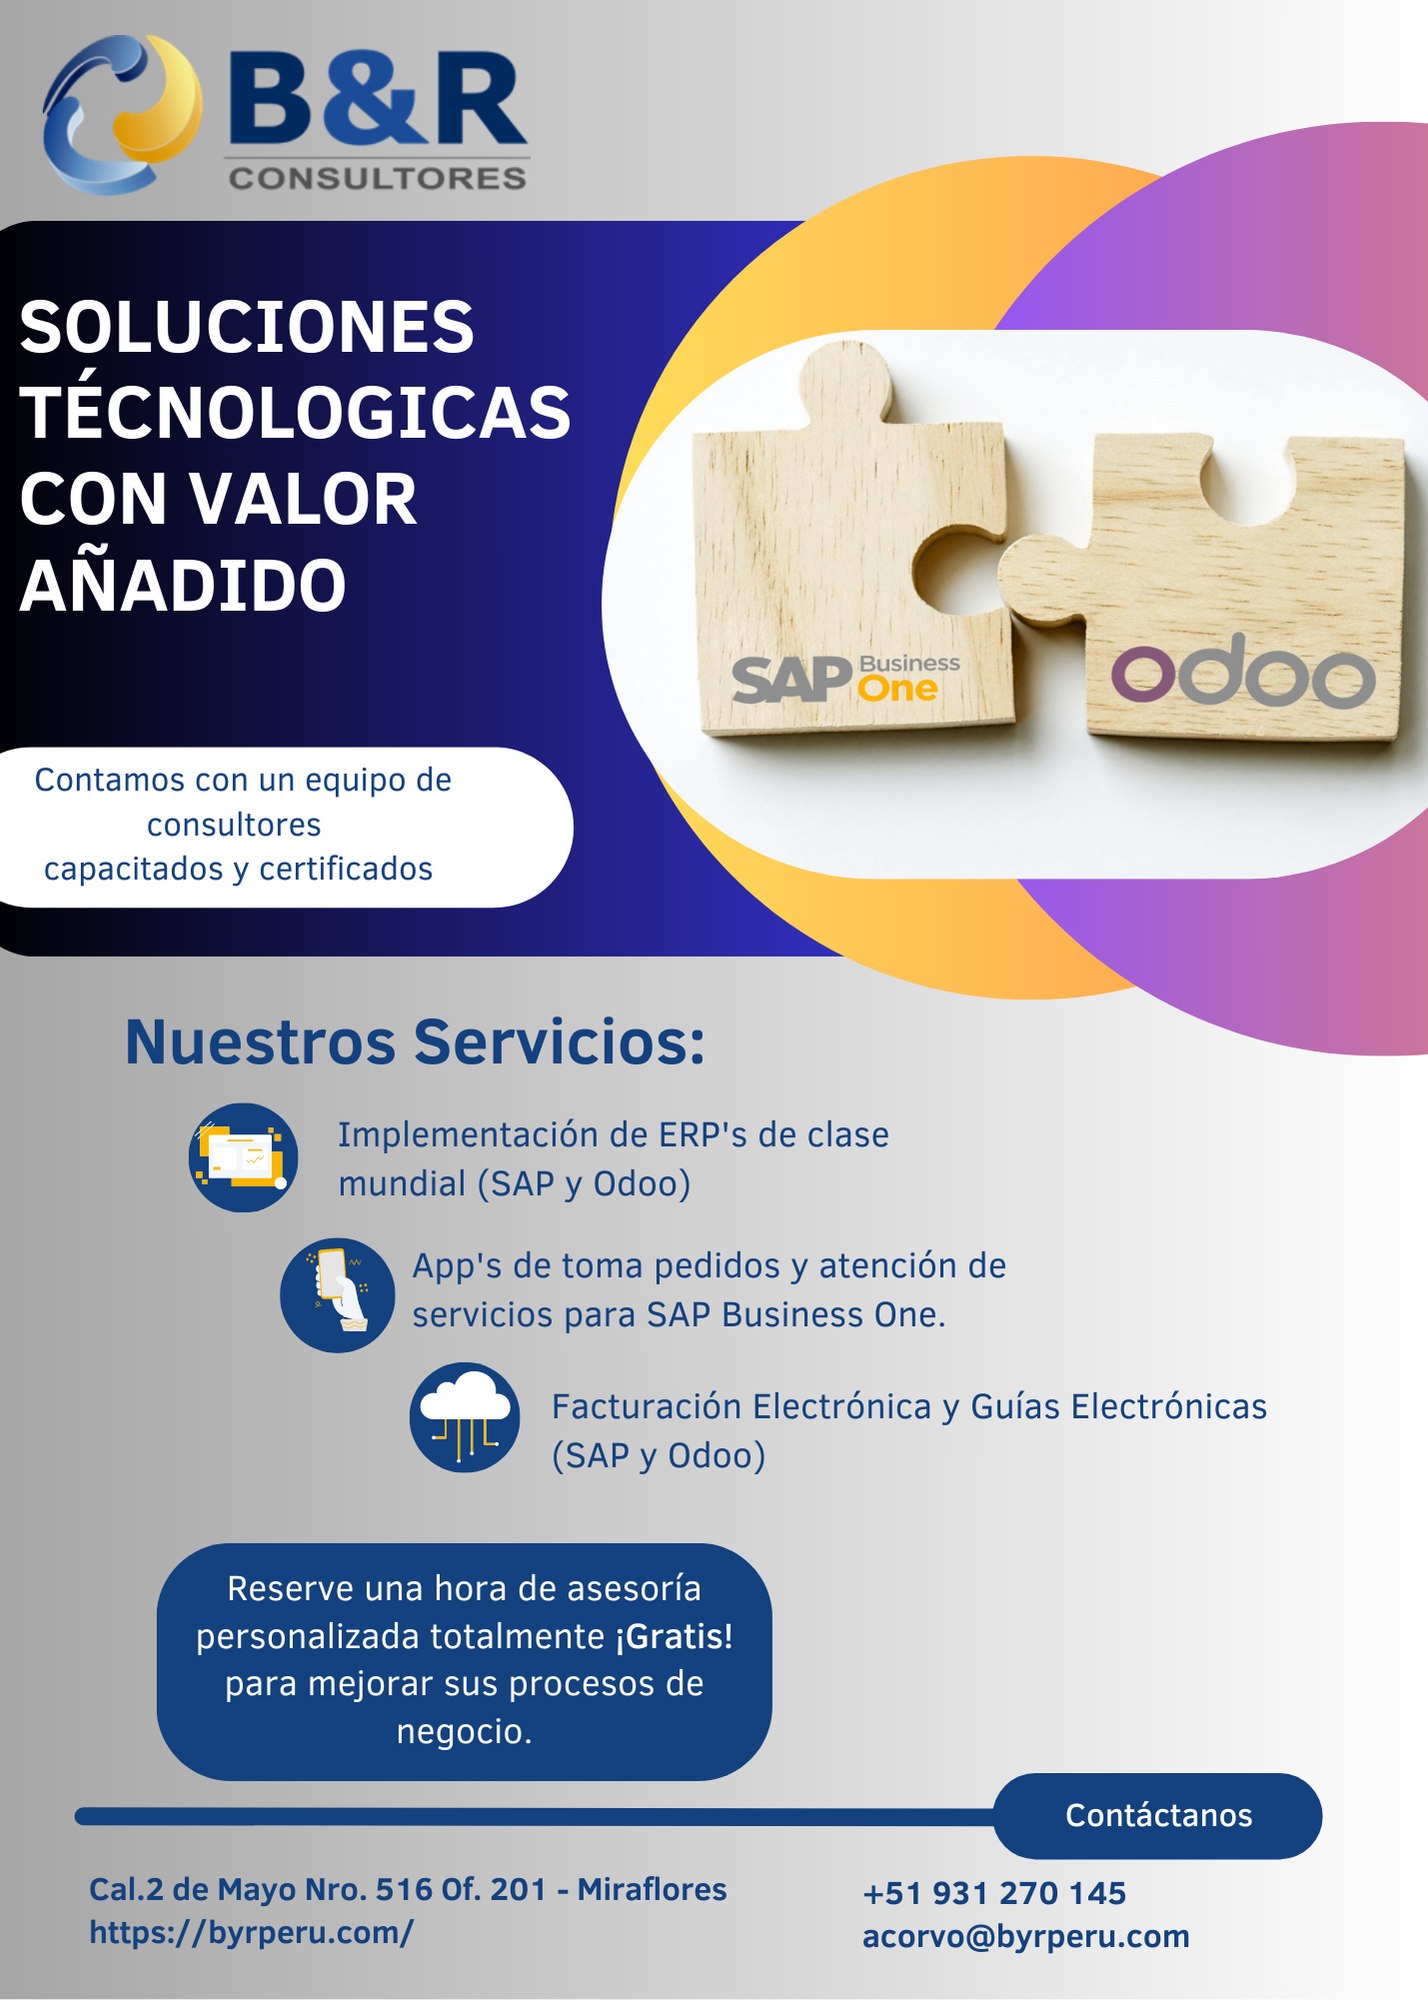 B&R
CONSULTORES
SOLUCIONES
TÉCNOLOGICAS
CON VALOR
AÑADIDO
SAP Business One
odoo
Contamos con un equipo de
consultores
capacitados y certificados
Nuestros Servicios:
Implementación de ERP's de clase
mundial (SAP y Odoo)
App's de toma pedidos y atención de
servicios para SAP Business One.
Facturación Electrónica y Guías Electrónicas
(SAP y Odoo)
Reserve una hora de asesoría
personalizada totalmente ¡Gratis!
para mejorar sus procesos de
negocio.
Contáctanos
Cal.2 de Mayo Nro. 516 Of. 201 - Miraflores
https://byrperu.com/
+51 931 270 145
acorvo@byrperu.com